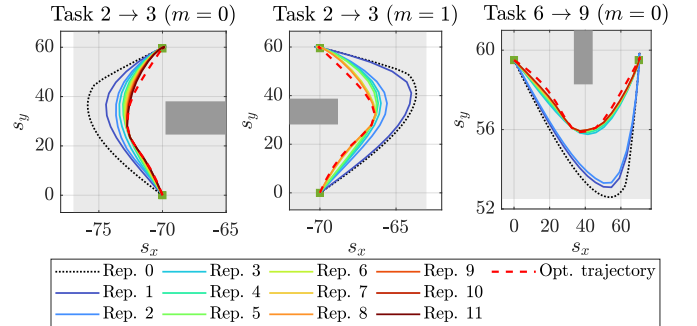 Task 2 → 3 (m = 0)
Task 2 → 3 (m = 1)
Task 6 → 9 (m = 0)
60
40
20
0
s_y
-75
-70
-65
s_x
60
40
20
0
s_y
-70
-65
s_x
60
56
52
s_y
0
20
40
60
s_x
Rep. 0 Rep. 3 Rep. 6 Rep. 9 Opt. trajectory
Rep. 1 Rep. 4 Rep. 7 Rep. 10
Rep. 2 Rep. 5 Rep. 8 Rep. 11